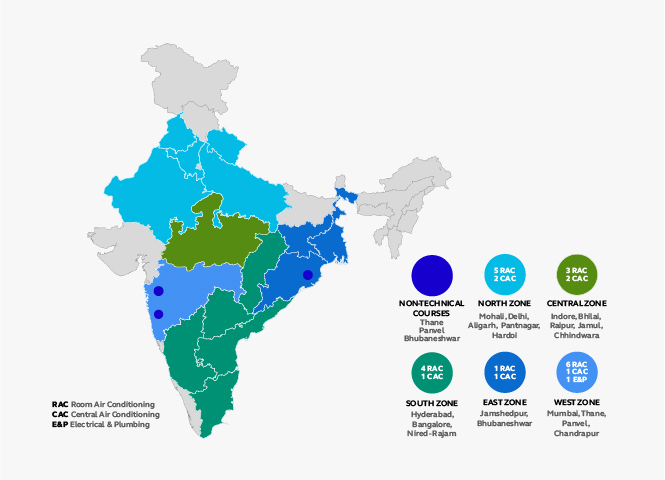 NON-TECHNICAL
COURSES
Thane
Panvel
Bhubaneshwar
5 RAC
2 CAC
NORTH ZONE
Mohali, Delhi,
Aligarh, Pantnagar,
Hardoi
3 RAC
2 CAC
CENTRAL ZONE
Indore, Bhilai,
Raipur, Jamul,
Chhindwara
4 RAC
1 CAC
SOUTH ZONE
Hyderabad,
Bangalore,
Nired-Rajam
1 RAC
1 CAC
EAST ZONE
Jamshedpur,
Bhubaneshwar
6 RAC
1 CAC
1 E&P
WEST ZONE
Mumbai, Thane,
Panvel,
Chandrapur
RAC Room Air Conditioning
CAC Central Air Conditioning
E&P Electrical & Plumbing